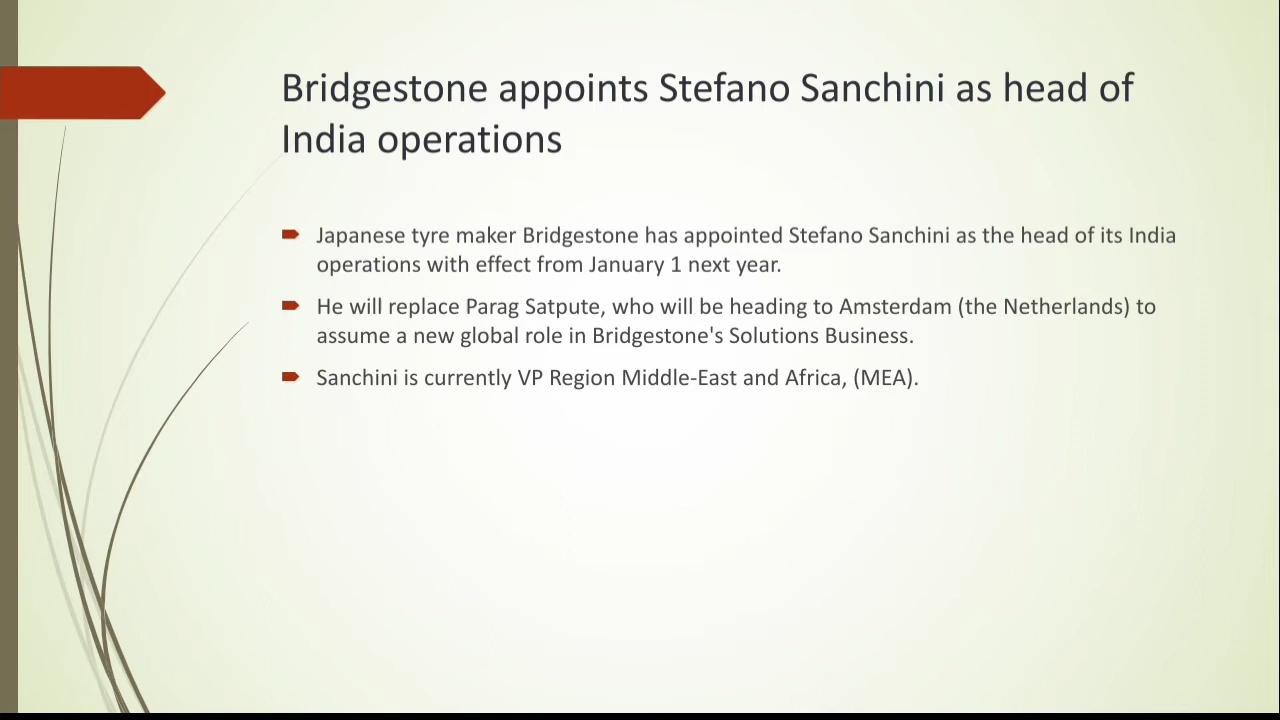 Bridgestone appoints Stefano Sanchini as head of
India operations
Japanese tyre maker Bridgestone has appointed Stefano Sanchini as the head of its India
operations with effect from January 1 next year.
He will replace Parag Satpute, who will be heading to Amsterdam (the Netherlands) to
assume a new global role in Bridgestone's Solutions Business.
Sanchini is currently VP Region Middle-East and Africa, (MEA).